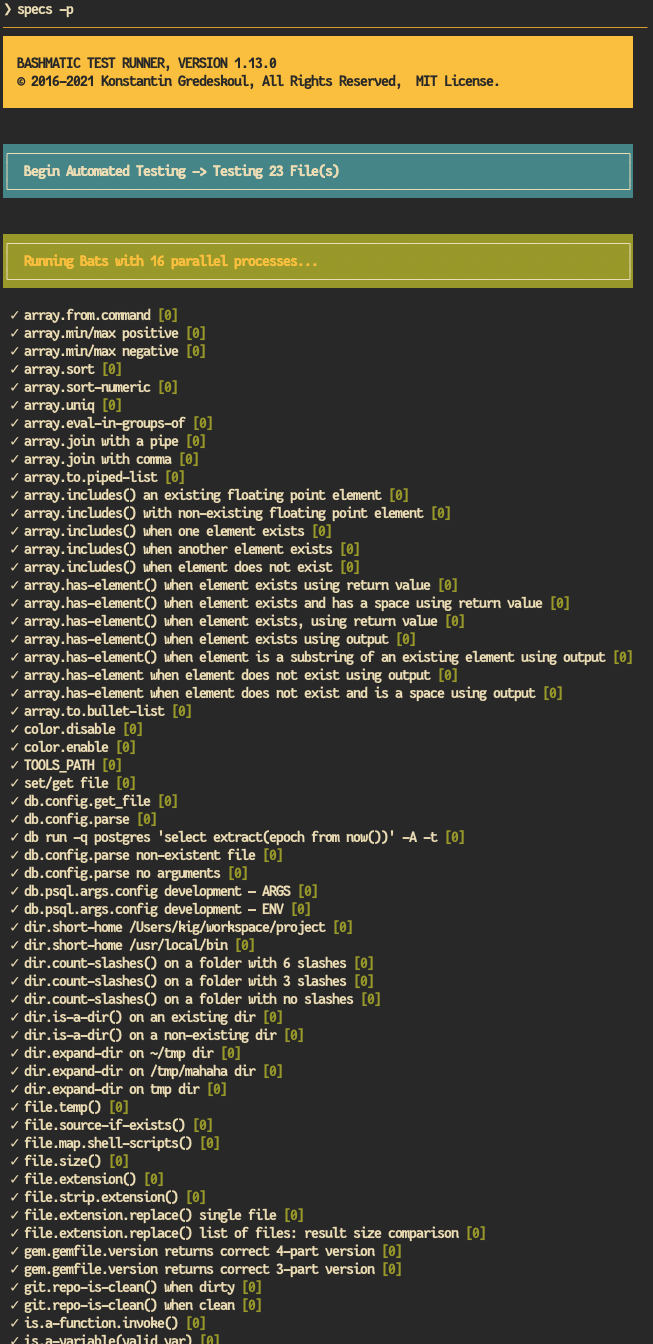 ❯ specs -p
BASHMATIC TEST RUNNER, VERSION 1.13.0
© 2016-2021 Konstantin Gredeskoul, All Rights Reserved,  MIT License.
Begin Automated Testing -> Testing 23 File(s)
Running Bats with 16 parallel processes...
✓ array.from.command [0]
✓ array.min/max positive [0]
✓ array.min/max negative [0]
✓ array.sort [0]
✓ array.sort-numeric [0]
✓ array.uniq [0]
✓ array.eval-in-groups-of [0]
✓ array.join with a pipe [0]
✓ array.join with comma [0]
✓ array.to.piped-list [0]
✓ array.includes() an existing floating point element [0]
✓ array.includes() with non-existing floating point element [0]
✓ array.includes() when one element exists [0]
✓ array.includes() when another element exists [0]
✓ array.includes() when element does not exist [0]
✓ array.has-element() when element exists using return value [0]
✓ array.has-element() when element exists and has a space using return value [0]
✓ array.has-element() when element exists, using return value [0]
✓ array.has-element() when element exists using output [0]
✓ array.has-element() when element is a substring of an existing element using output [0]
✓ array.has-element when element does not exist using output [0]
✓ array.has-element when element does not exist and is a space using output [0]
✓ array.to.bullet-list [0]
✓ color.disable [0]
✓ color.enable [0]
✓ TOOLS_PATH [0]
✓ set/get file [0]
✓ db.config.get_file [0]
✓ db.config.parse [0]
✓ db run -q postgres 'select extract(epoch from now())' -A -t [0]
✓ db.config.parse non-existent file [0]
✓ db.config.parse no arguments [0]
✓ db.psql.args.config development — ARGS [0]
✓ db.psql.args.config development — ENV [0]
✓ dir.short-home /Users/kig/workspace/project [0]
✓ dir.short-home /usr/local/bin [0]
✓ dir.count-slashes() on a folder with 6 slashes [0]
✓ dir.count-slashes() on a folder with 3 slashes [0]
✓ dir.count-slashes() on a folder with no slashes [0]
✓ dir.is-a-dir() on an existing dir [0]
✓ dir.is-a-dir() on a non-existing dir [0]
✓ dir.expand-dir on ~/tmp dir [0]
✓ dir.expand-dir on /tmp/mahaha dir [0]
✓ dir.expand-dir on tmp dir [0]
✓ file.temp() [0]
✓ file.source-if-exists() [0]
✓ file.map.shell-scripts() [0]
✓ file.size() [0]
✓ file.extension() [0]
✓ file.strip.extension() [0]
✓ file.extension.replace() single file [0]
✓ file.extension.replace() list of files: result size comparison [0]
✓ gem.gemfile.version returns correct 4-part version [0]
✓ gem.gemfile.version returns correct 3-part version [0]
✓ git.repo-is-clean() when dirty [0]
✓ git.repo-is-clean() when clean [0]
✓ is.a-function.invoke() [0]
✓ is.a-variable(valid var) [0]